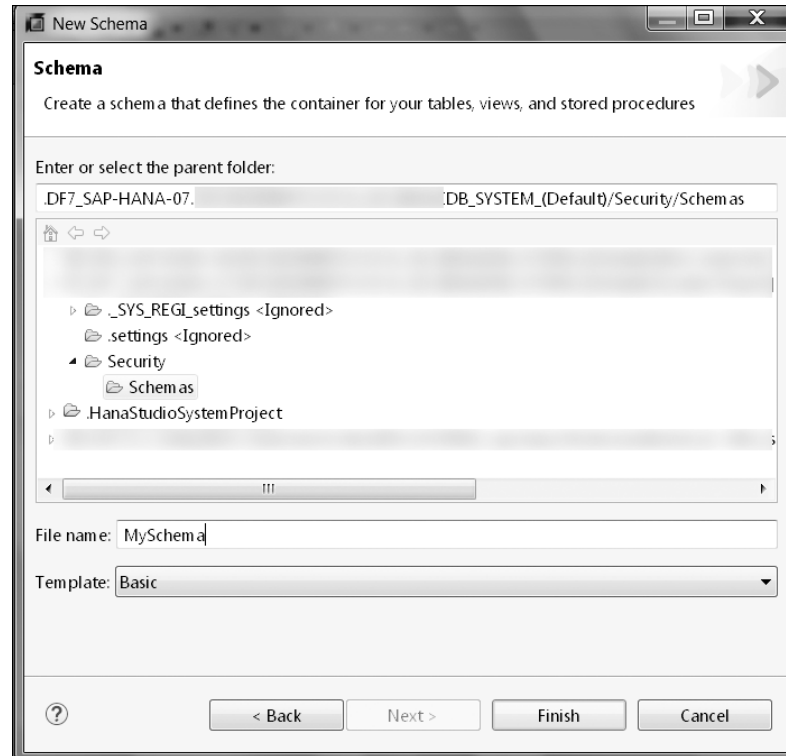 New Schema
Schema
Create a schema that defines the container for your tables, views, and stored procedures
Enter or select the parent folder:
.DF7_SAP-HANA-07. DB_SYSTEM_(Default)/Security/Schemas
._SYS_REGI_settings <Ignored>
.settings <Ignored>
Security
Schemas
.HanaStudioSystemProject
File name: MySchema
Template: Basic
< Back Next > Finish Cancel